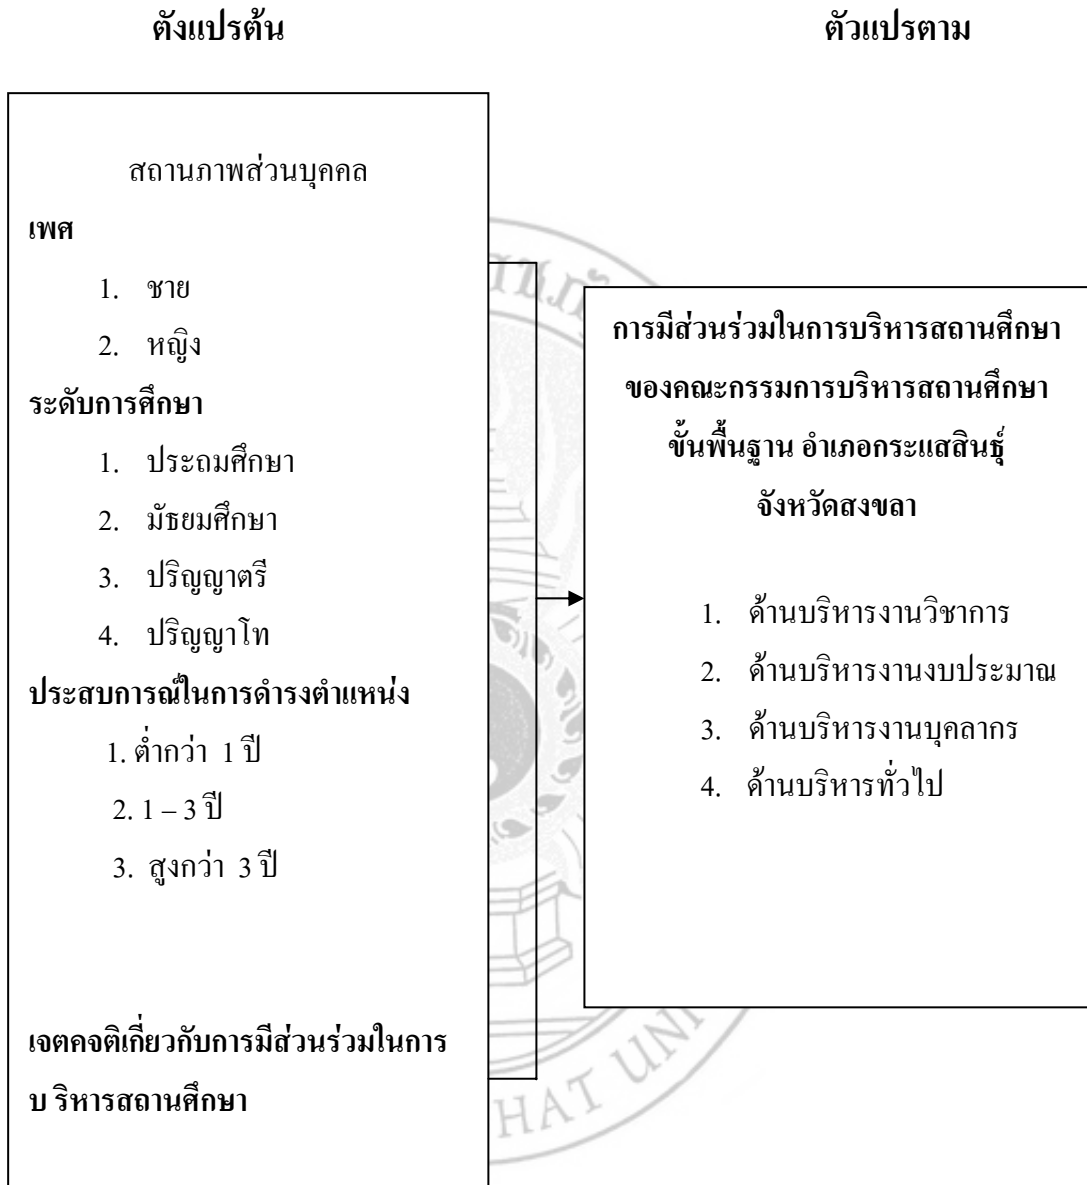 ตังแปรต้น
ตัวแปรตาม
สถานภาพส่วนบุคคล
เพศ
1. ชาย
2. หญิง
ระดับการศึกษา
1. ประถมศึกษา
2. มัธยมศึกษา
3. ปริญญาตรี
4. ปริญญาโท
ประสบการณ์ในการดำรงตำแหน่ง
1. ต่ำกว่า 1 ปี
2. 1 – 3 ปี
3. สูงกว่า 3 ปี
เจตคจติเกี่ยวกับการมีส่วนร่วมในการ
บ ริหารสถานศึกษา
การมีส่วนร่วมในการบริหารสถานศึกษา
ของคณะกรรมการบริหารสถานศึกษา
ขั้นพื้นฐาน อำเภอกระแสสินธุ์
จังหวัดสงขลา
1. ด้านบริหารงานวิชาการ
2. ด้านบริหารงานงบประมาณ
3. ด้านบริหารงานบุคลากร
4. ด้านบริหารทั่วไป
HAT UNI